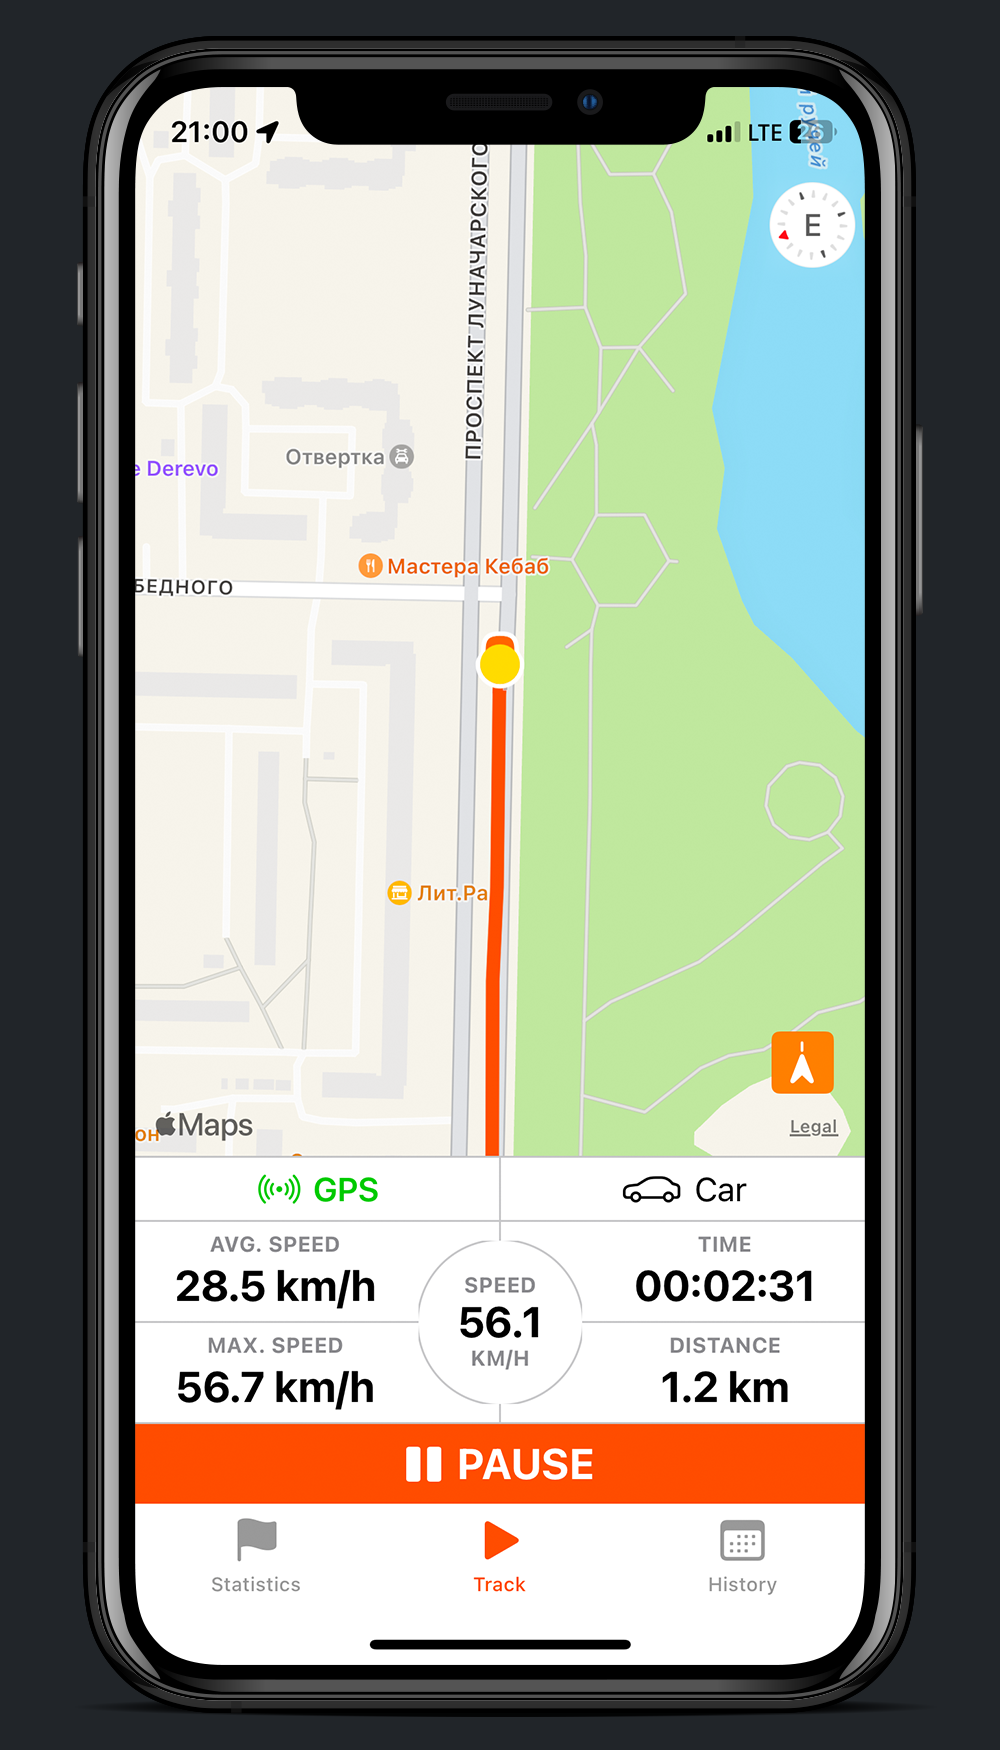 21:00
LTE
ручей
E
ПРОСПЕКТ ЛУНАЧАРСКОГО
Отвертка
e Derevo
Мастера Кебаб
БЕДНОГО
Лит.Ра
он
Maps
Legal
GPS
Car
AVG. SPEED
28.5 km/h
TIME
00:02:31
SPEED
56.1
KM/H
MAX. SPEED
56.7 km/h
DISTANCE
1.2 km
PAUSE
Statistics
Track
History